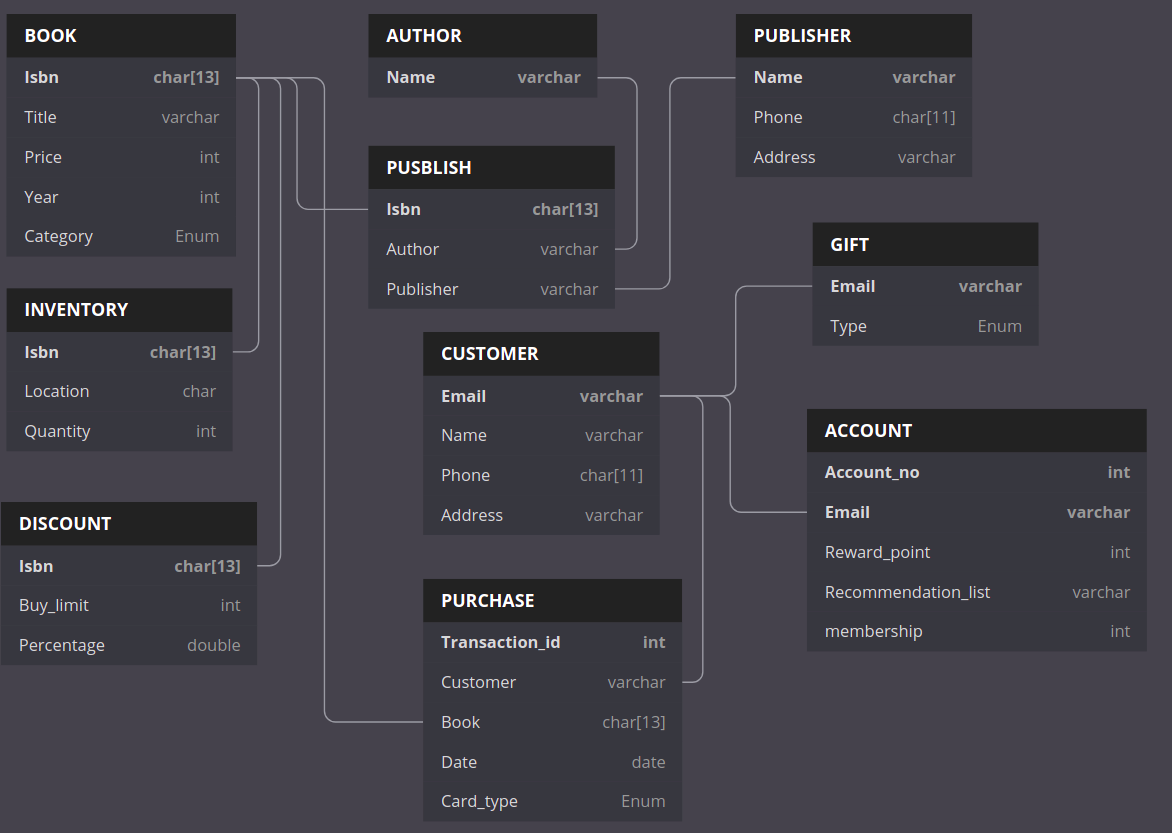 BOOK
Isbn char[13]
Title varchar
Price int
Year int
Category Enum
AUTHOR
Name varchar
PUBLISHER
Name varchar
Phone char[11]
Address varchar
PUSBLISH
Isbn char[13]
Author varchar
Publisher varchar
GIFT
Email varchar
Type Enum
INVENTORY
Isbn char[13]
Location char
Quantity int
CUSTOMER
Email varchar
Name varchar
Phone char[11]
Address varchar
ACCOUNT
Account_no int
Email varchar
Reward_point int
Recommendation_list varchar
membership int
DISCOUNT
Isbn char[13]
Buy_limit int
Percentage double
PURCHASE
Transaction_id int
Customer varchar
Book char[13]
Date date
Card_type Enum